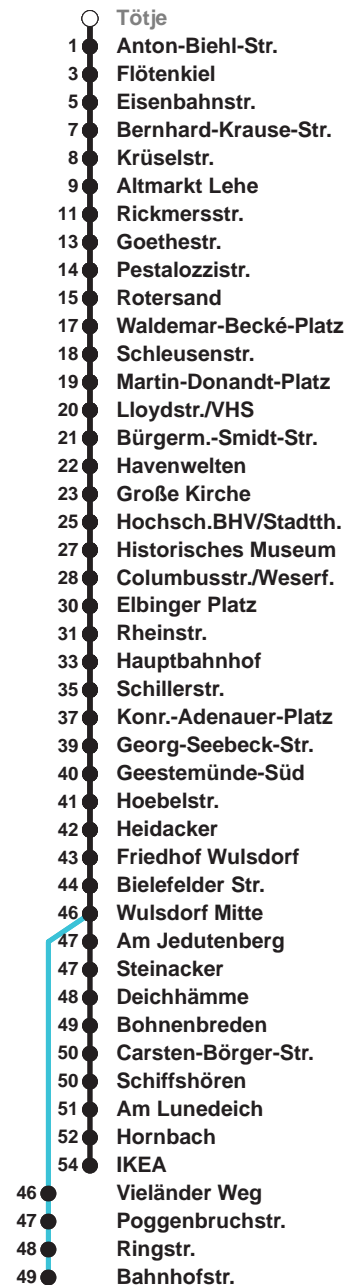 Tötje
1 Anton-Biehl-Str.
3 Flötenkiel
5 Eisenbahnstr.
7 Bernhard-Krause-Str.
8 Krüselstr.
9 Altmarkt Lehe
11 Rickmersstr.
13 Goethestr.
14 Pestalozzistr.
15 Rotersand
17 Waldemar-Becké-Platz
18 Schleusenstr.
19 Martin-Donandt-Platz
20 Lloydstr./VHS
21 Bürgerm.-Smidt-Str.
22 Havenwelten
23 Große Kirche
25 Hochsch.BHV/Stadtth.
27 Historisches Museum
28 Columbusstr./Weserf.
30 Elbinger Platz
31 Rheinstr.
33 Hauptbahnhof
35 Schillerstr.
37 Konr.-Adenauer-Platz
39 Georg-Seebeck-Str.
40 Geestemünde-Süd
41 Hoebelstr.
42 Heidacker
43 Friedhof Wulsdorf
44 Bielefelder Str.
46 Wulsdorf Mitte
47 Am Jedutenberg
47 Steinacker
48 Deichhämme
49 Bohnenbreden
50 Carsten-Börger-Str.
50 Schiffshören
51 Am Lunedeich
52 Hornbach
54 IKEA
46 Vieländer Weg
47 Poggenbruchstr.
48 Ringstr.
49 Bahnhofstr.